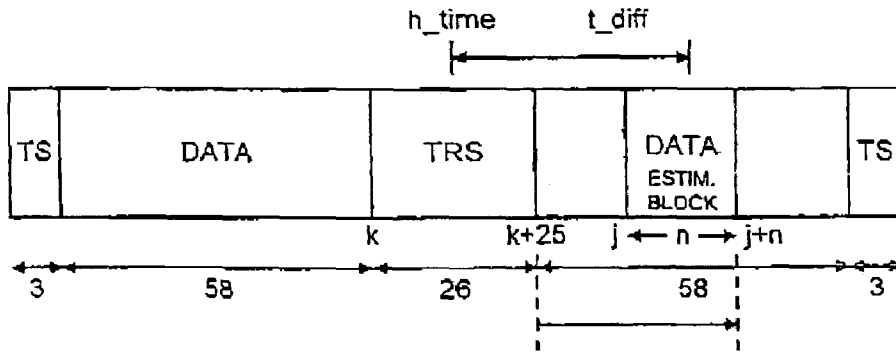 h_time t_diff
TS DATA TRS DATA TS
ESTIM.
BLOCK
k k+25 j n j+n
3 58 26 58 3